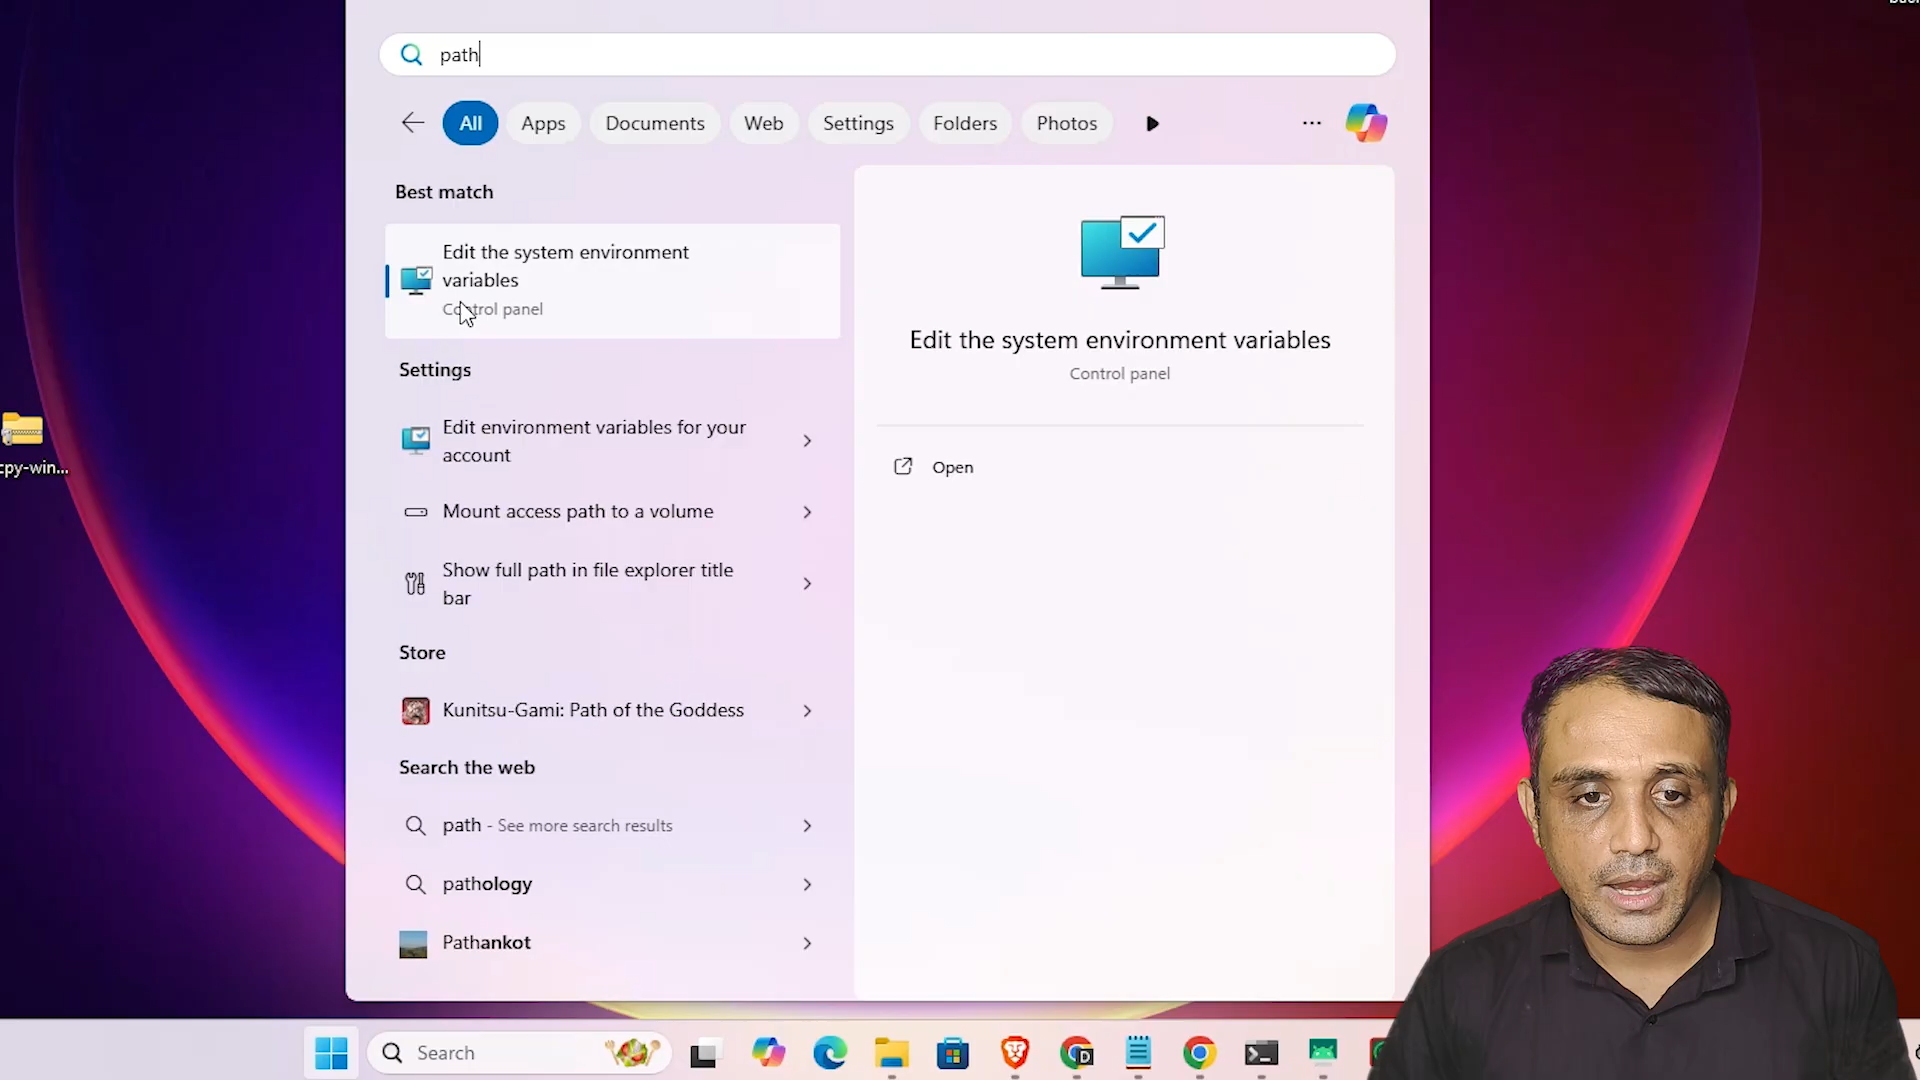 path
All
Apps
Documents
Web
Settings
Folders
Photos
Best match
Edit the system environment
variables
Control panel
Edit the system environment variables
Control panel
Open
Settings
Edit environment variables for your
account
Mount access path to a volume
Show full path in file explorer title
bar
Store
Kunitsu-Gami: Path of the Goddess
Search the web
path - See more search results
pathology
Pathankot
cpy-win...
Search
D